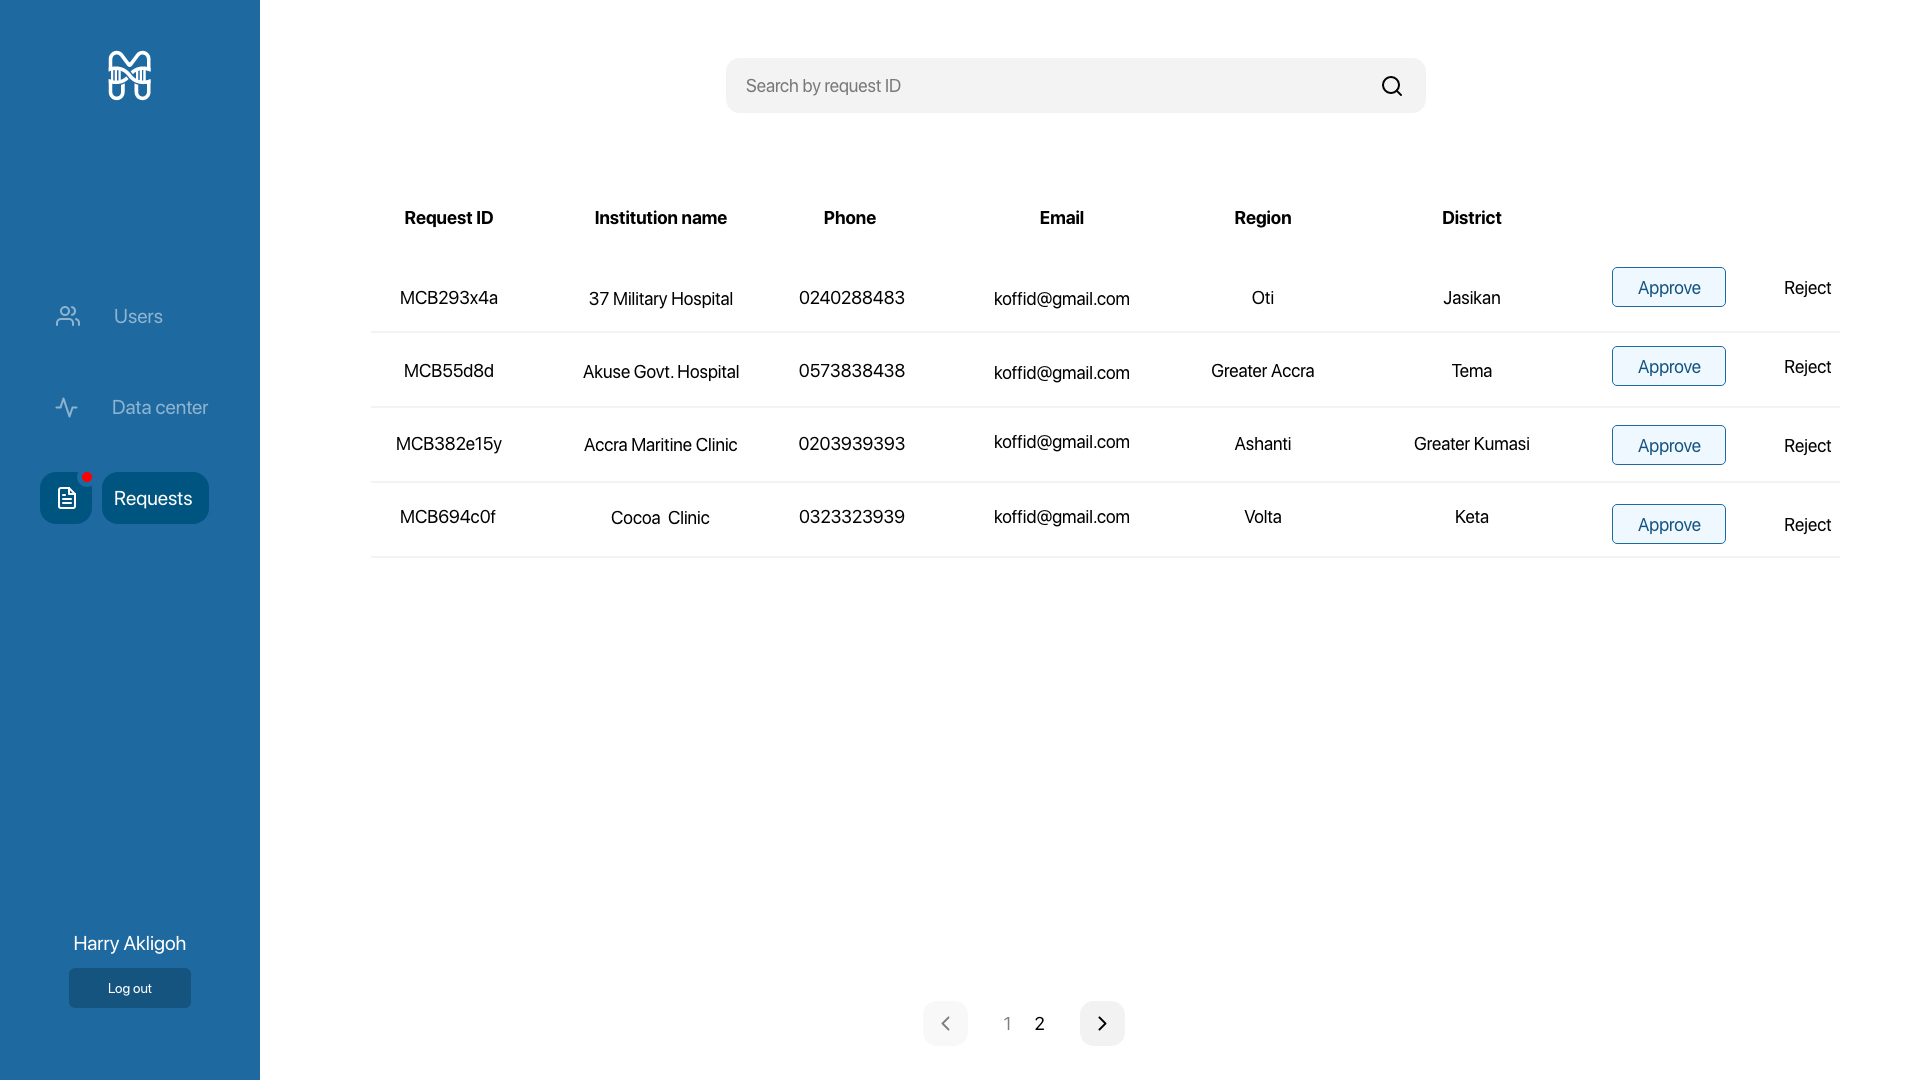 Search by request ID
Request ID Institution name Phone Email Region District
MCB293x4a 37 Military Hospital 0240288483 koffid@gmail.com Oti Jasikan Approve Reject
Users
MCB55d8d Akuse Govt. Hospital 0573838438 koffid@gmail.com Greater Accra Tema Approve Reject
Data center
MCB382e15y Accra Maritine Clinic 0203939393 koffid@gmail.com Ashanti Greater Kumasi Approve Reject
Requests
MCB694c0f Cocoa Clinic 0323323939 koffid@gmail.com Volta Keta Approve Reject
Harry Akligoh
Log out
1 2